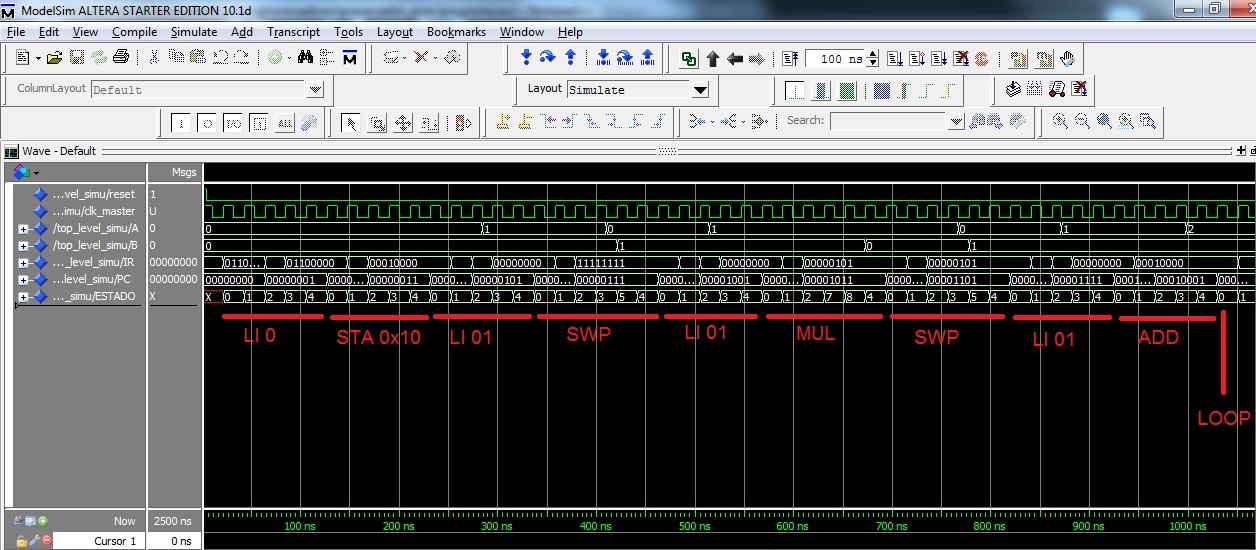 ModelSim ALTERA STARTER EDITION 10.1d
File Edit View Compile Simulate Add Transcript Tools Layout Bookmarks Window Help
100 ns
ColumnLayout Default
Layout Simulate
ALL
Search:
Wave - Default
Msgs
...vel_simu/reset 1
...imu/clk_master U
/top_level_simu/A 0 0 1 0 1 0 1 2
/top_level_simu/B 0 0 1 0 1
..._level_simu/IR 00000000 0110... 01100000 00010000 00000000 11111111 00000000 00000101 00000101 00000000 00010000
...level_simu/PC 00000000 00000000 00000001 0000... 00000011 0000... 00000101 0000... 00000111 0000... 00001001 0000... 00001011 0000... 00001101 0000... 00001111 0000... 00010001 000...
..._simu/ESTADO X X 0 1 2 3 4 0 1 2 3 4 0 1 2 3 4 0 1 2 3 5 4 0 1 2 3 4 0 1 2 7 8 4 0 1 2 3 5 4 0 1 2 3 4 0 1 2 3 4 0 1
LI 0 STA 0x10 LI 01 SWP LI 01 MUL SWP LI 01 ADD
LOOP
Now 2500 ns
100 ns 200 ns 300 ns 400 ns 500 ns 600 ns 700 ns 800 ns 900 ns 1000 ns
Cursor 1 0 ns